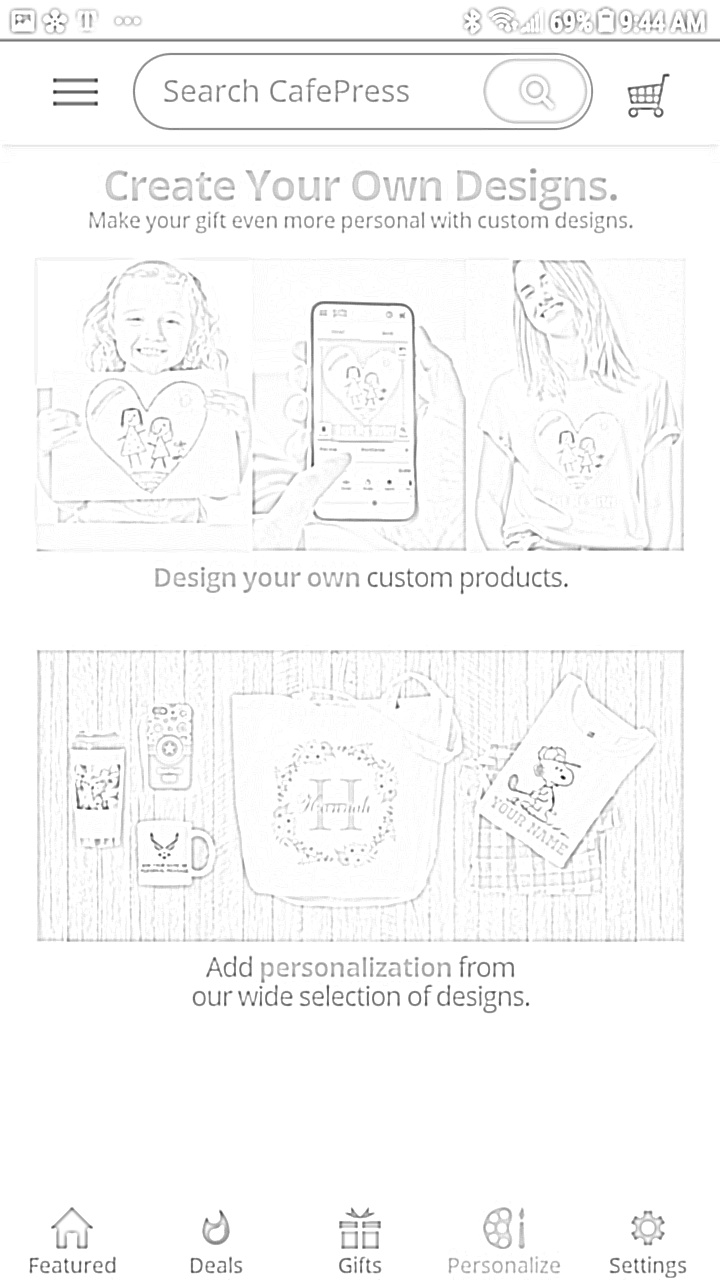 69% 9:44 AM
Search CafePress
Create Your Own Designs.
Make your gift even more personal with custom designs.
Design your own custom products.
Hannah
H
YOUR NAME
Add personalization from
our wide selection of designs.
Featured Deals Gifts Personalize Settings